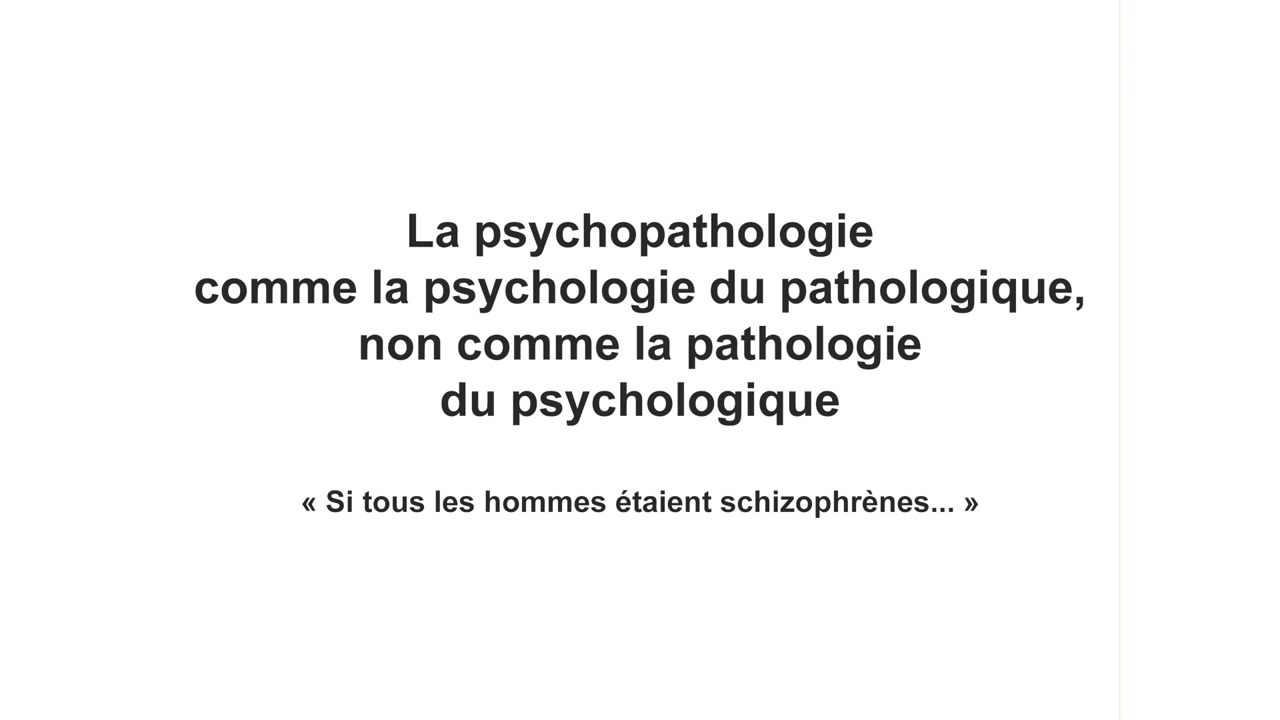 La psychopathologie
comme la psychologie du pathologique,
non comme la pathologie
du psychologique
« Si tous les hommes étaient schizophrènes... »